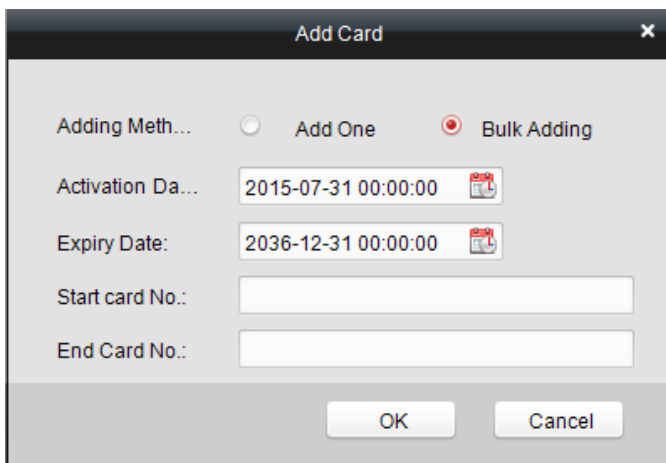 Add Card
Adding Meth... Add One Bulk Adding
Activation Da... 2015-07-31 00:00:00
Expiry Date: 2036-12-31 00:00:00
Start card No.:
End Card No.:
OK Cancel